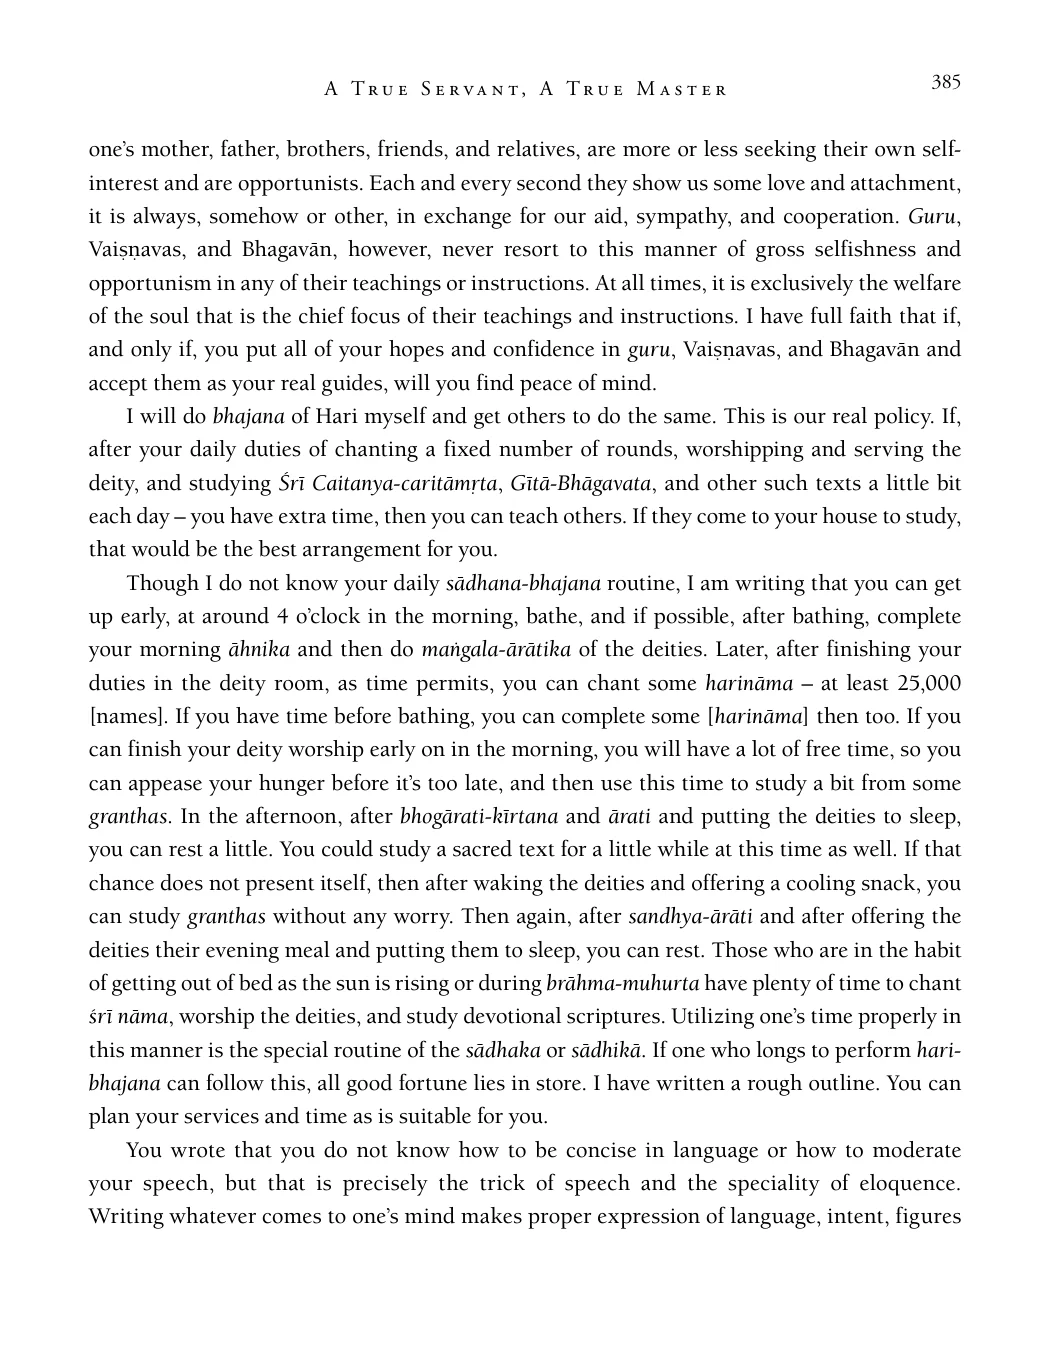 A True Servant, A True Master
385
one's mother, father, brothers, friends, and relatives, are more or less seeking their own self-
interest and are opportunists. Each and every second they show us some love and attachment,
it is always, somehow or other, in exchange for our aid, sympathy, and cooperation. Guru,
Vaiṣṇavas, and Bhagavān, however, never resort to this manner of gross selfishness and
opportunism in any of their teachings or instructions. At all times, it is exclusively the welfare
of the soul that is the chief focus of their teachings and instructions. I have full faith that if,
and only if, you put all of your hopes and confidence in guru, Vaiṣṇavas, and Bhagavān and
accept them as your real guides, will you find peace of mind.
I will do bhajana of Hari myself and get others to do the same. This is our real policy. If,
after your daily duties of chanting a fixed number of rounds, worshipping and serving the
deity, and studying Śrī Caitanya-caritāmṛta, Gītā-Bhāgavata, and other such texts a little bit
each day – you have extra time, then you can teach others. If they come to your house to study,
that would be the best arrangement for you.
Though I do not know your daily sādhana-bhajana routine, I am writing that you can get
up early, at around 4 o'clock in the morning, bathe, and if possible, after bathing, complete
your morning āhnika and then do maṅgala-ārātika of the deities. Later, after finishing your
duties in the deity room, as time permits, you can chant some harināma – at least 25,000
[names]. If you have time before bathing, you can complete some [harināma] then too. If you
can finish your deity worship early on in the morning, you will have a lot of free time, so you
can appease your hunger before it's too late, and then use this time to study a bit from some
granthas. In the afternoon, after bhogārati-kīrtana and ārati and putting the deities to sleep,
you can rest a little. You could study a sacred text for a little while at this time as well. If that
chance does not present itself, then after waking the deities and offering a cooling snack, you
can study granthas without any worry. Then again, after sandhya-ārāti and after offering the
deities their evening meal and putting them to sleep, you can rest. Those who are in the habit
of getting out of bed as the sun is rising or during brāhma-muhurta have plenty of time to chant
śrī nāma, worship the deities, and study devotional scriptures. Utilizing one's time properly in
this manner is the special routine of the sādhaka or sādhikā. If one who longs to perform hari-
bhajana can follow this, all good fortune lies in store. I have written a rough outline. You can
plan your services and time as is suitable for you.
You wrote that you do not know how to be concise in language or how to moderate
your speech, but that is precisely the trick of speech and the speciality of eloquence.
Writing whatever comes to one's mind makes proper expression of language, intent, figures